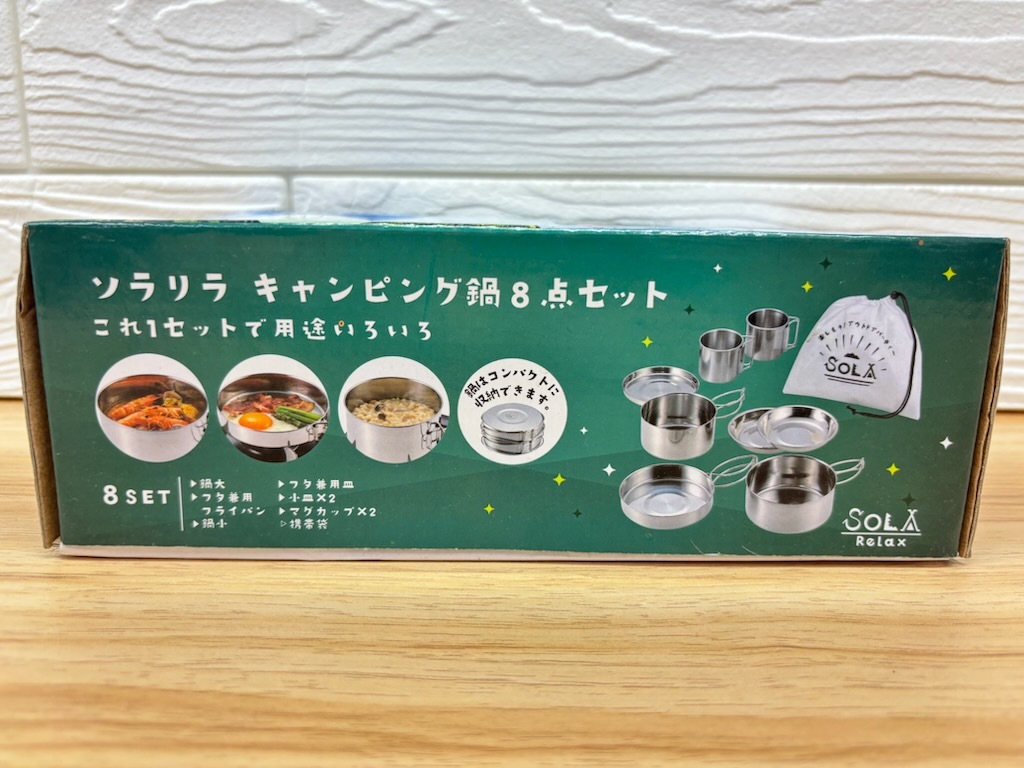 ソラリラ キャンピング鍋8点セット
これ1セットで用途いろいろ
鍋はコンパクトに
収納できます。
8SET
▶鍋大
▶フタ兼用
フライパン
▶鍋小
▶フタ兼用皿
▶小皿×2
▶マグカップ×2
▷携帯袋
SOLA
SOLA
Relax